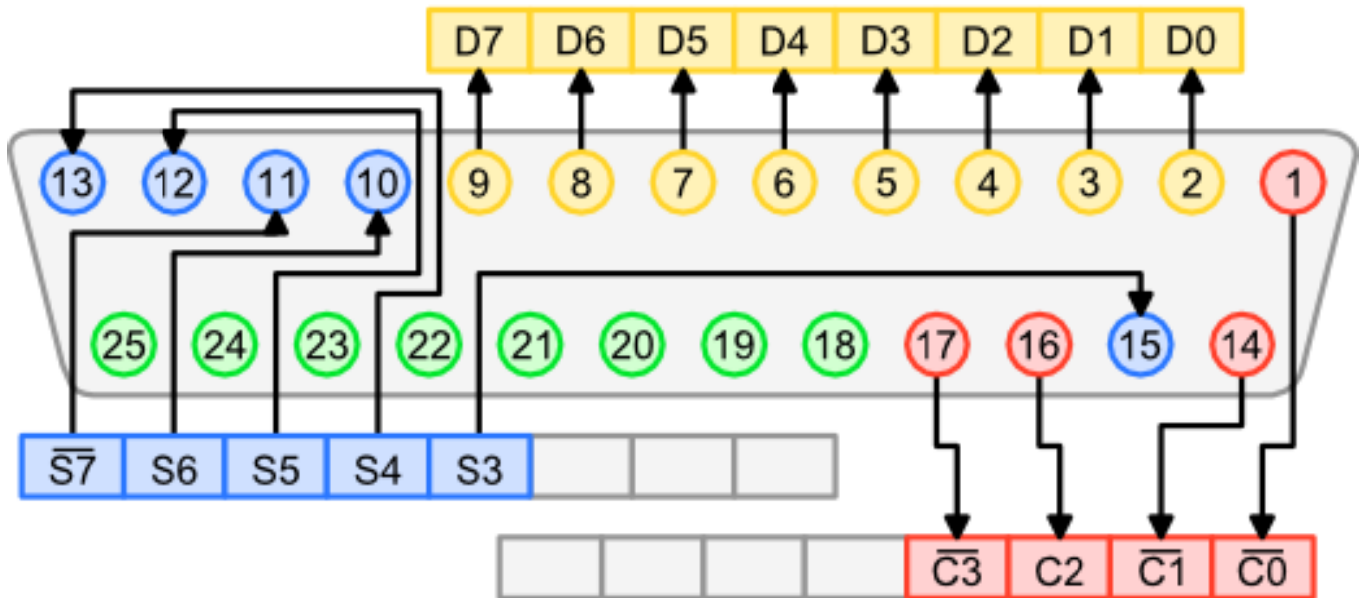 D7 D6 D5 D4 D3 D2 D1 D0
13 12 11 10 9 8 7 6 5 4 3 2 1
25 24 23 22 21 20 19 18 17 16 15 14
S̅7̅ S6 S5 S4 S3
C̅3̅ C2 C̅1̅ C̅0̅